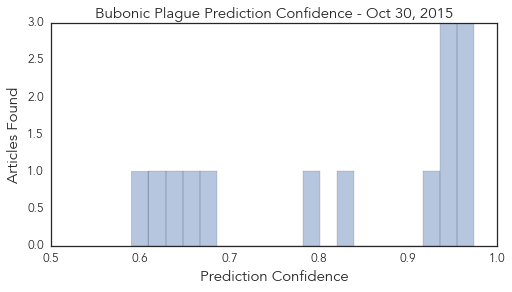 Bubonic Plague Prediction Confidence - Oct 30, 2015
3.0
2.5
2.0
1.5
1.0
0.5
0.0
Articles Found
0.5 0.6 0.7 0.8 0.9 1.0
Prediction Confidence